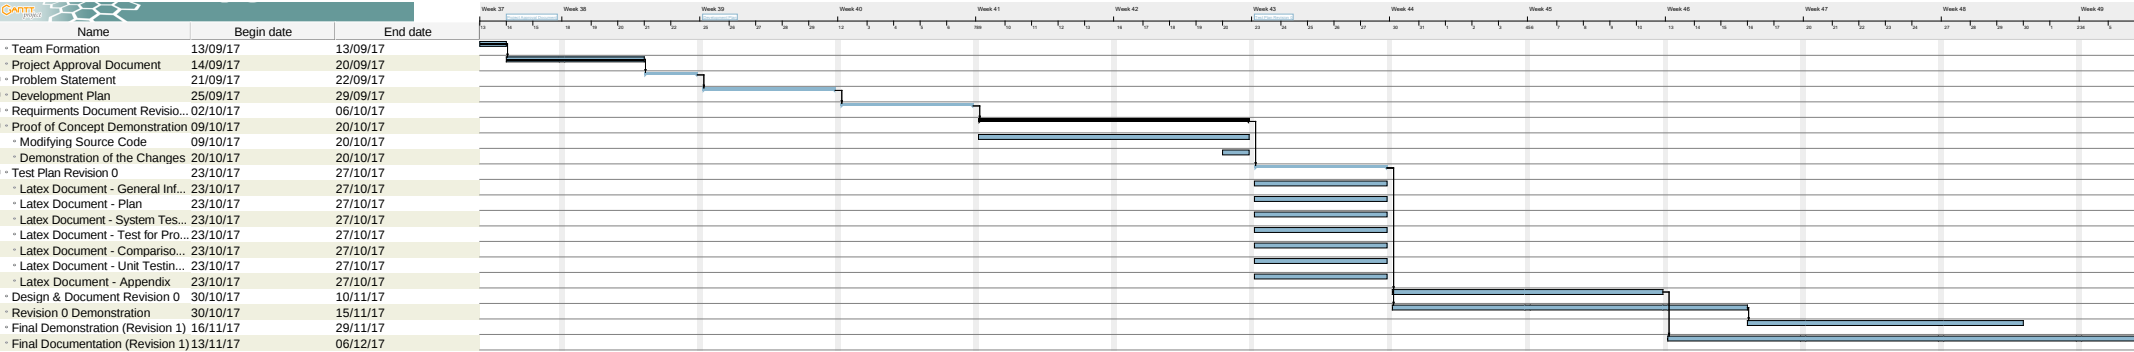 GANTT
project
Week 37 Week 38 Week 39 Week 40 Week 41 Week 42 Week 43 Week 44 Week 45 Week 46 Week 47 Week 48 Week 49
Name Begin date End date
Team Formation 13/09/17 13/09/17
Project Approval Document 14/09/17 20/09/17
Problem Statement 21/09/17 22/09/17
Development Plan 25/09/17 29/09/17
Requirments Document Revisio... 02/10/17 06/10/17
Proof of Concept Demonstration 09/10/17 20/10/17
Modifying Source Code 09/10/17 20/10/17
Demonstration of the Changes 20/10/17 20/10/17
Test Plan Revision 0 23/10/17 27/10/17
Latex Document - General Inf... 23/10/17 27/10/17
Latex Document - Plan 23/10/17 27/10/17
Latex Document - System Tes... 23/10/17 27/10/17
Latex Document - Test for Pro... 23/10/17 27/10/17
Latex Document - Compariso... 23/10/17 27/10/17
Latex Document - Unit Testin... 23/10/17 27/10/17
Latex Document - Appendix 23/10/17 27/10/17
Design & Document Revision 0 30/10/17 10/11/17
Revision 0 Demonstration 30/10/17 15/11/17
Final Demonstration (Revision 1) 16/11/17 29/11/17
Final Documentation (Revision 1) 13/11/17 06/12/17